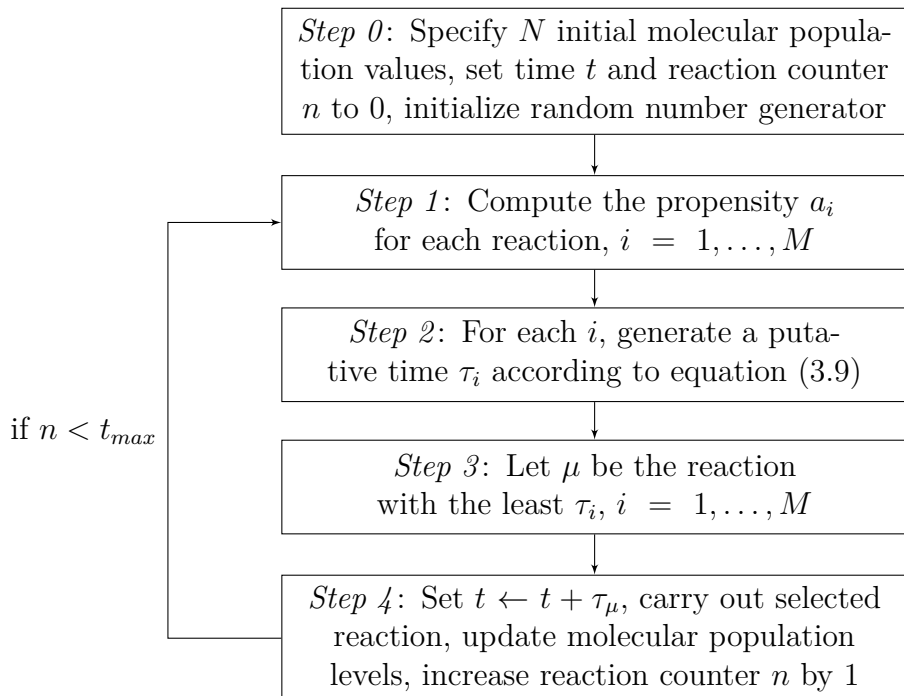 Step 0: Specify N initial molecular popula-
tion values, set time t and reaction counter
n to 0, initialize random number generator
Step 1: Compute the propensity a_i
for each reaction, i = 1, . . . , M
Step 2: For each i, generate a puta-
tive time τ_i according to equation (3.9)
if n < t_{max}
Step 3: Let μ be the reaction
with the least τ_i, i = 1, . . . , M
Step 4: Set t ← t + τ_μ, carry out selected
reaction, update molecular population
levels, increase reaction counter n by 1